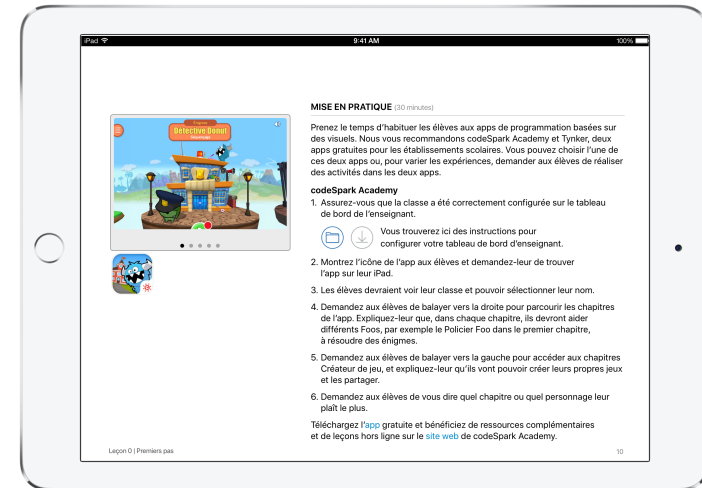 iPad
9:41 AM
100%
Enigmes
Detective Donut
MISE EN PRATIQUE (30 minutes)
Prenez le temps d'habituer les élèves aux apps de programmation basées sur
des visuels. Nous vous recommandons codeSpark Academy et Tynker, deux
apps gratuites pour les établissements scolaires. Vous pouvez choisir l'une de
ces deux apps ou, pour varier les expériences, demander aux élèves de réaliser
des activités dans les deux apps.
codeSpark Academy
1. Assurez-vous que la classe a été correctement configurée sur le tableau
de bord de l'enseignant.
Vous trouverez ici des instructions pour
configurer votre tableau de bord d'enseignant.
2. Montrez l'icône de l'app aux élèves et demandez-leur de trouver
l'app sur leur iPad.
3. Les élèves devraient voir leur classe et pouvoir sélectionner leur nom.
4. Demandez aux élèves de balayer vers la droite pour parcourir les chapitres
de l'app. Expliquez-leur que, dans chaque chapitre, ils devront aider
différents Foos, par exemple le Policier Foo dans le premier chapitre,
à résoudre des énigmes.
5. Demandez aux élèves de balayer vers la gauche pour accéder aux chapitres
Créateur de jeu, et expliquez-leur qu'ils vont pouvoir créer leurs propres jeux
et les partager.
6. Demandez aux élèves de vous dire quel chapitre ou quel personnage leur
plaît le plus.
Téléchargez l'app gratuite et bénéficiez de ressources complémentaires
et de leçons hors ligne sur le site web de codeSpark Academy.
Leçon 0 | Premiers pas
10